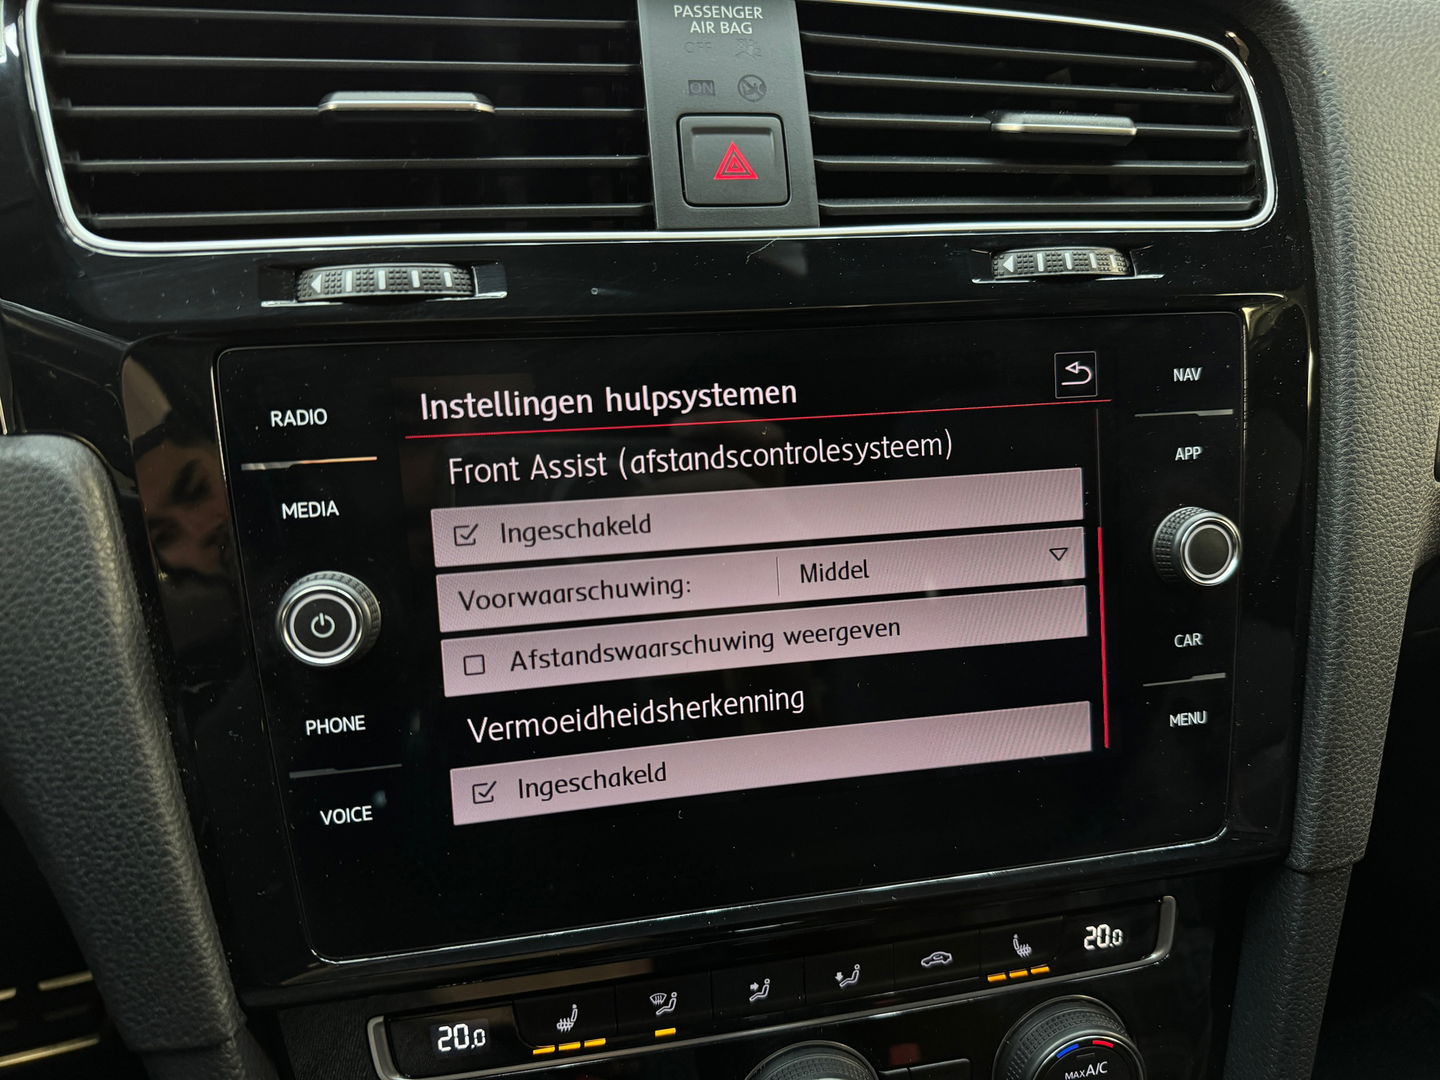 PASSENGER
AIR BAG
OFF
ON
RADIO
MEDIA
PHONE
VOICE
Instellingen hulpsystemen
Front Assist (afstandscontrolesysteem)
Ingeschakeld
Voorwaarschuwing: Middel
Afstandswaarschuwing weergeven
Vermoeidheidsherkenning
Ingeschakeld
NAV
APP
CAR
MENU
20.0
20.0
MAX A/C